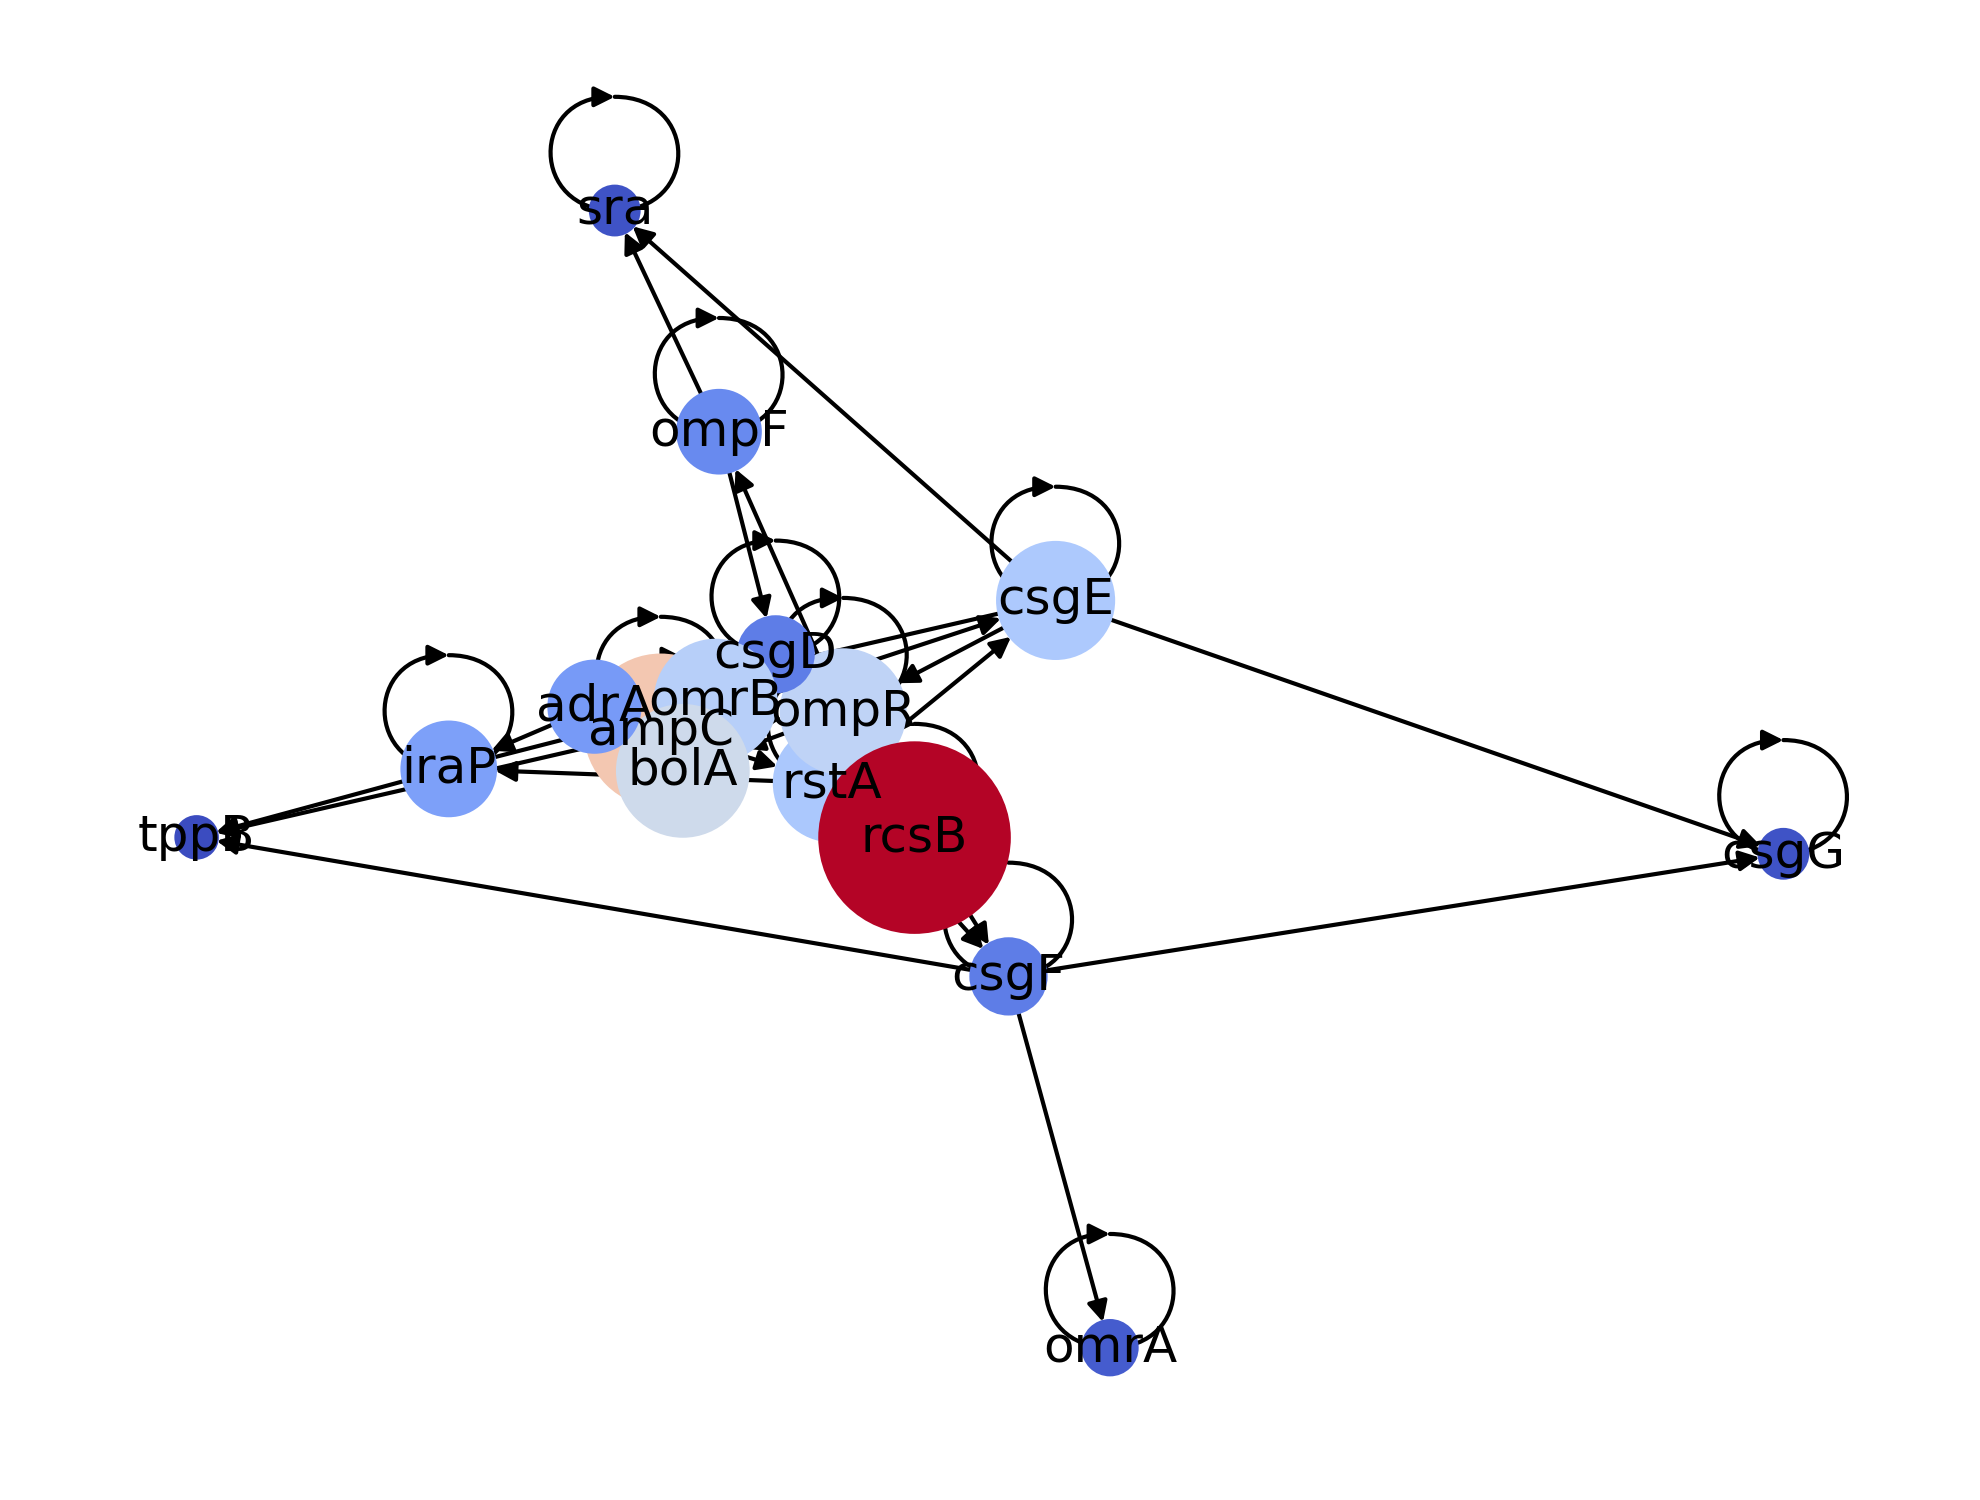 sra
ompF
csgE
csgD
omrB
adrA
ompR
ampC
iraP
bolA
rstA
tppB
rcsB
csgG
csgF
omrA